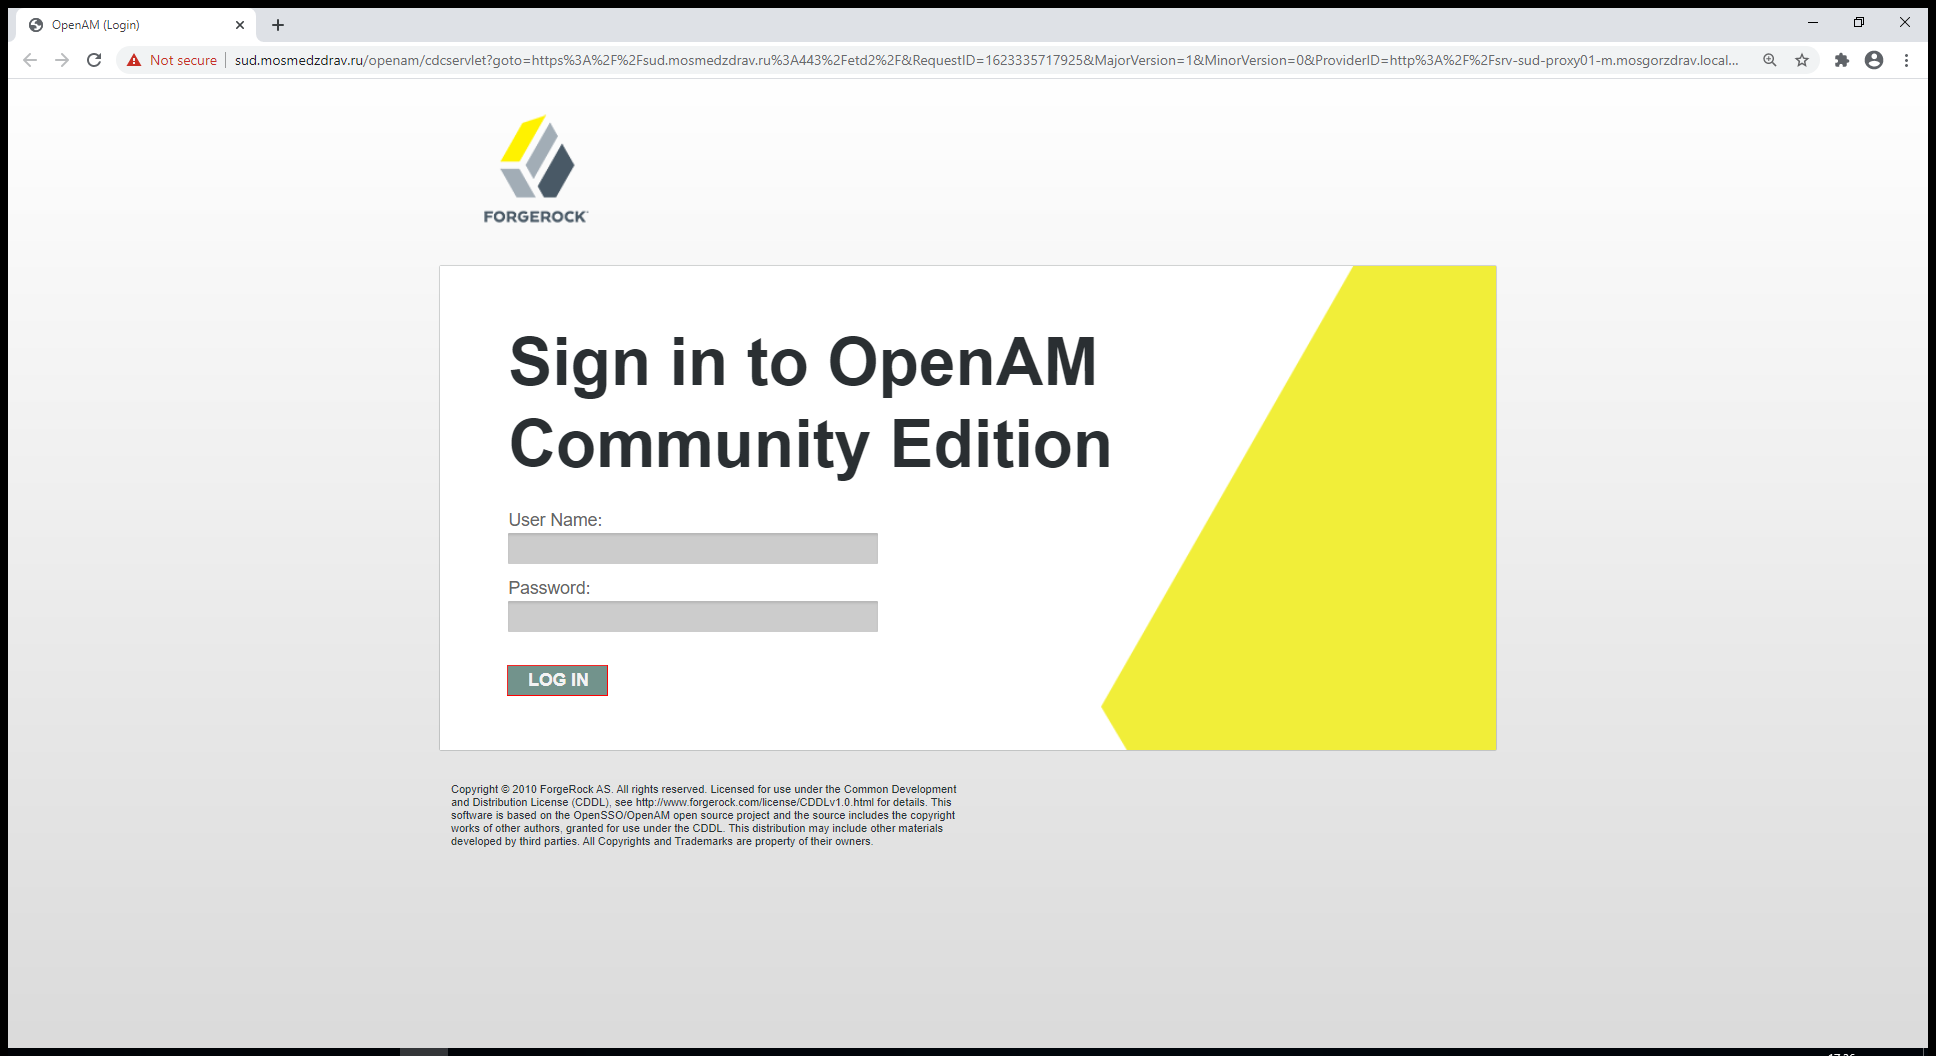 OpenAM (Login)
Not secure
sud.mosmedzdrav.ru/openam/cdcservlet?goto=https%3A%2F%2Fsud.mosmedzdrav.ru%3A443%2Fetd2%2F&RequestID=1623335717925&MajorVersion=1&MinorVersion=0&ProviderID=http%3A%2F%2Fsrv-sud-proxy01-m.mosgorzdrav.local...
FORGEROCK
Sign in to OpenAM
Community Edition
User Name:
Password:
LOG IN
Copyright © 2010 ForgeRock AS. All rights reserved. Licensed for use under the Common Development
and Distribution License (CDDL), see http://www.forgerock.com/license/CDDLv1.0.html for details. This
software is based on the OpenSSO/OpenAM open source project and the source includes the copyright
works of other authors, granted for use under the CDDL. This distribution may include other materials
developed by third parties. All Copyrights and Trademarks are property of their owners.